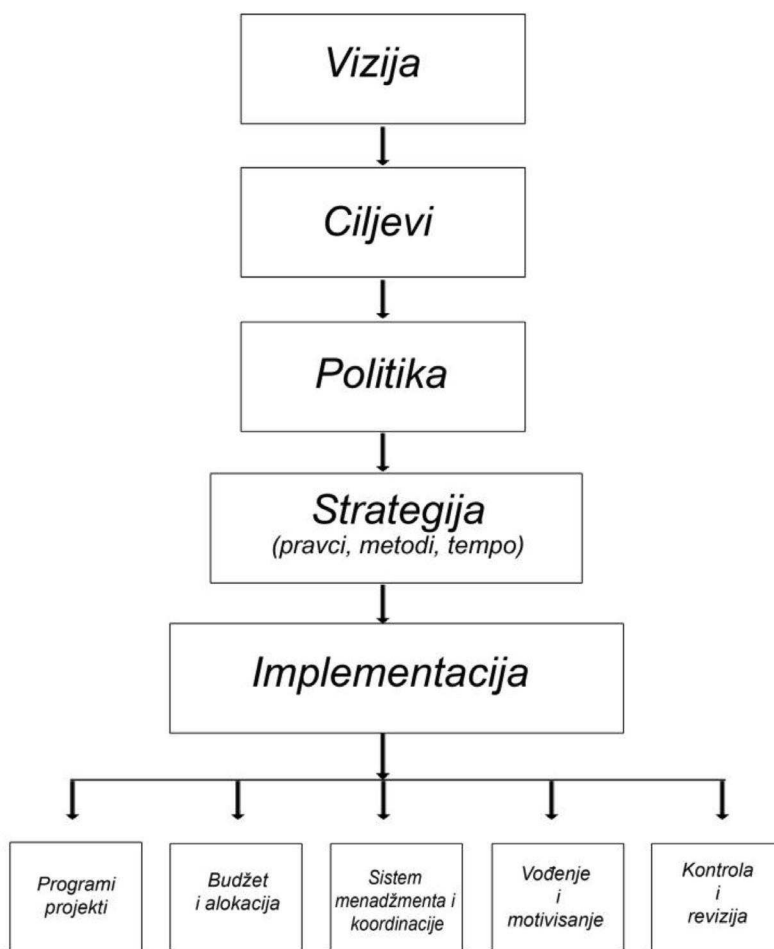 Vizija
Ciljevi
Politika
Strategija
(pravci, metodi, tempo)
Implementacija
Programi
projekti
Budžet
i alokacija
Sistem
menadžmenta i
koordinacije
Vođenje
i
motivisanje
Kontrola
i
revizija